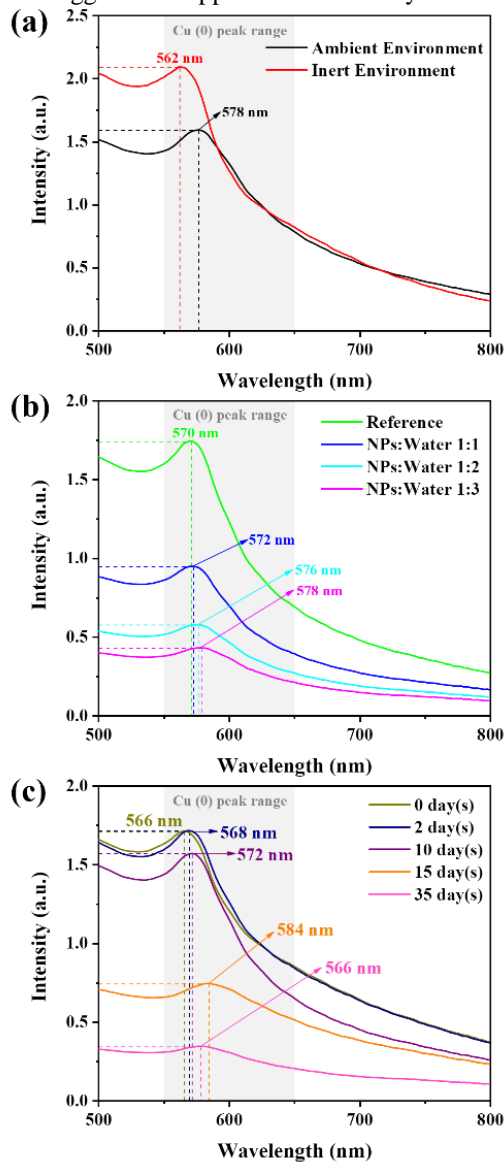 (a)
Cu (0) peak range
562 nm
578 nm
Ambient Environment
Inert Environment
2.5
2.0
1.5
1.0
0.5
0.0
Intensity (a.u.)
500
600
700
800
Wavelength (nm)
(b)
Cu (0) peak range
570 nm
572 nm
576 nm
578 nm
Reference
NPs:Water 1:1
NPs:Water 1:2
NPs:Water 1:3
2.0
1.5
1.0
0.5
0.0
Intensity (a.u.)
500
600
700
800
Wavelength (nm)
(c)
Cu (0) peak range
566 nm
568 nm
572 nm
584 nm
566 nm
0 day(s)
2 day(s)
10 day(s)
15 day(s)
35 day(s)
2.0
1.5
1.0
0.5
0.0
Intensity (a.u.)
500
600
700
800
Wavelength (nm)